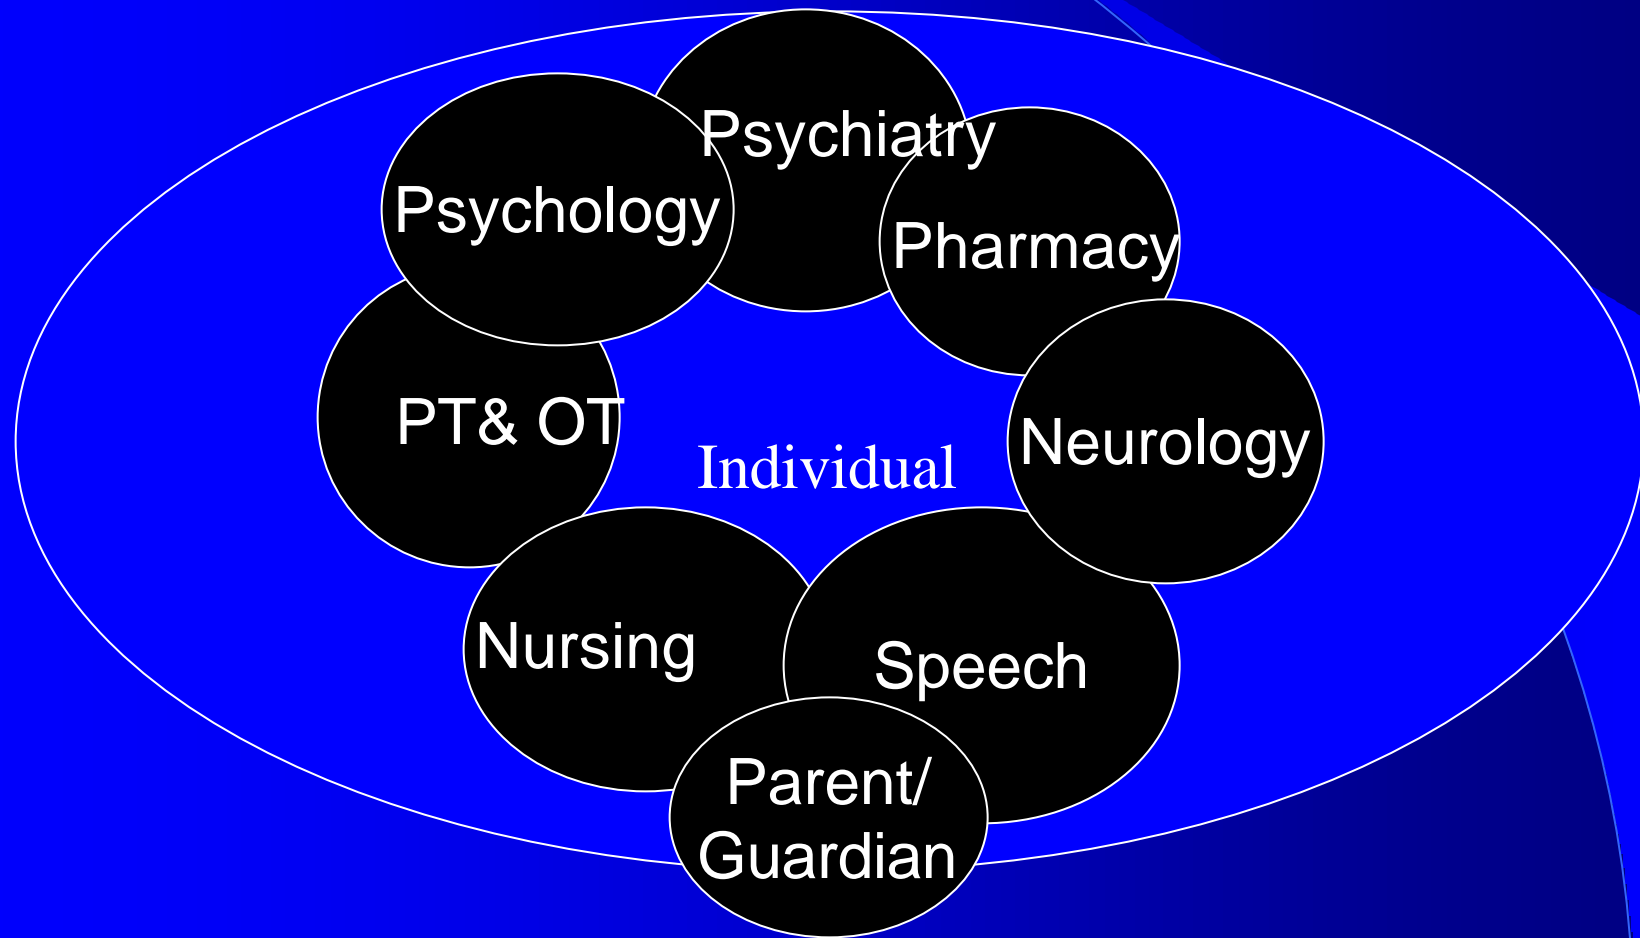 Psychiatry
Psychology
Pharmacy
PT& OT
Individual
Neurology
Nursing
Speech
Parent/
Guardian